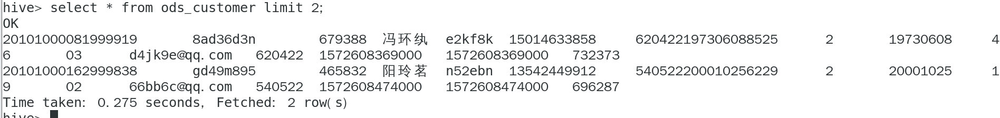 hive> select * from ods_customer limit 2;
OK
20101000081999919 8ad36d3n 679388 冯环纨 e2kf8k 15014633858 620422197306088525 2 19730608 4
6 03 d4jk9e@qq.com 620422 1572608369000 1572608369000 732373
20101000162999838 gd49m895 465832 阳玲茗 n52ebn 13542449912 540522200010256229 2 20001025 1
9 02 66bb6c@qq.com 540522 1572608474000 1572608474000 696287
Time taken: 0.275 seconds, Fetched: 2 row(s)
hive>